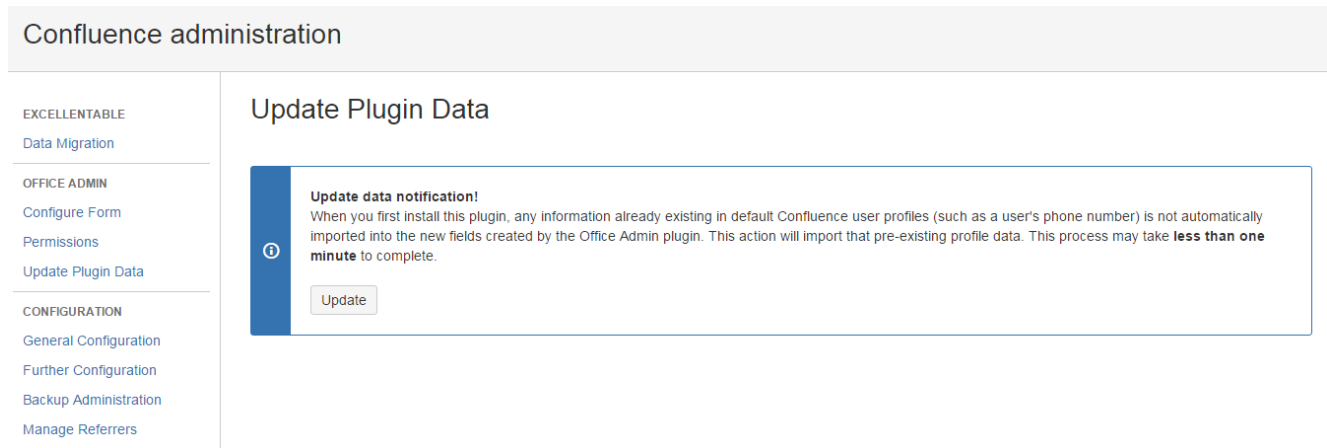 Confluence administration
EXCELLENTABLE
Data Migration
OFFICE ADMIN
Configure Form
Permissions
Update Plugin Data
CONFIGURATION
General Configuration
Further Configuration
Backup Administration
Manage Referrers
Update Plugin Data
Update data notification!
When you first install this plugin, any information already existing in default Confluence user profiles (such as a user's phone number) is not automatically
imported into the new fields created by the Office Admin plugin. This action will import that pre-existing profile data. This process may take less than one
minute to complete.
Update